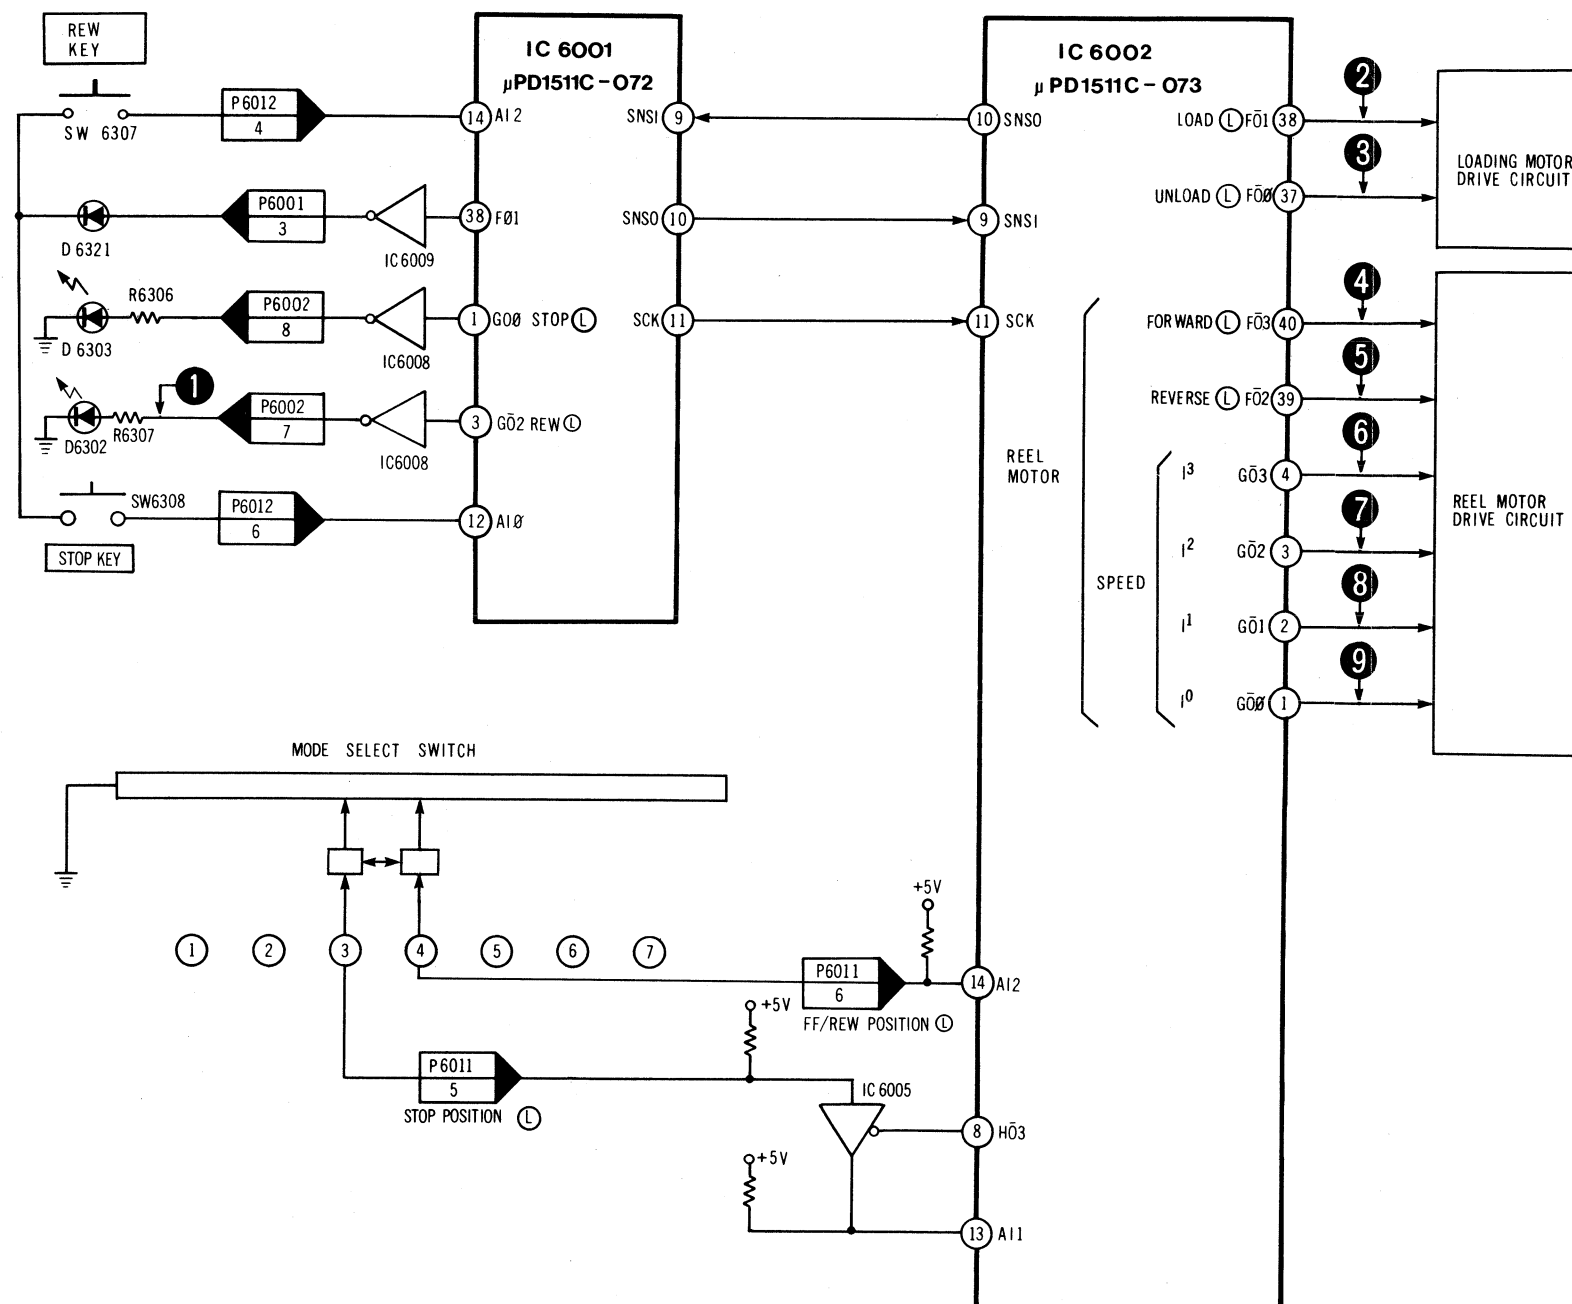 REW
KEY
SW 6307
P6012
4
14
AI2
IC 6001
μPD1511C-072
SNSI
9
D 6321
P6001
3
IC6009
38
FØ1
SNSO
10
R6306
D 6303
P6002
8
IC6008
1
GOØ STOP Ⓛ
SCK
11
1
D6302
R6307
P6002
7
IC6008
3
GŌ2 REW Ⓛ
SW6308
P6012
6
12
AIØ
STOP KEY
IC 6002
μPD1511C-073
10
SNSO
9
SNSI
11
SCK
LOAD Ⓛ FŌ1
38
2
UNLOAD Ⓛ FŌØ
37
3
LOADING MOTOR
DRIVE CIRCUIT
FORWARD Ⓛ FŌ3
40
4
REVERSE Ⓛ FŌ2
39
5
REEL
MOTOR
SPEED
I³
GŌ3
4
6
I²
GŌ2
3
7
I¹
GŌ1
2
8
I⁰
GŌØ
1
9
REEL MOTOR
DRIVE CIRCUIT
MODE SELECT SWITCH
1
2
3
4
5
6
7
P6011
6
FF/REW POSITION Ⓛ
+5V
14
AI2
P6011
5
STOP POSITION Ⓛ
+5V
IC 6005
8
HŌ3
+5V
13
AI1